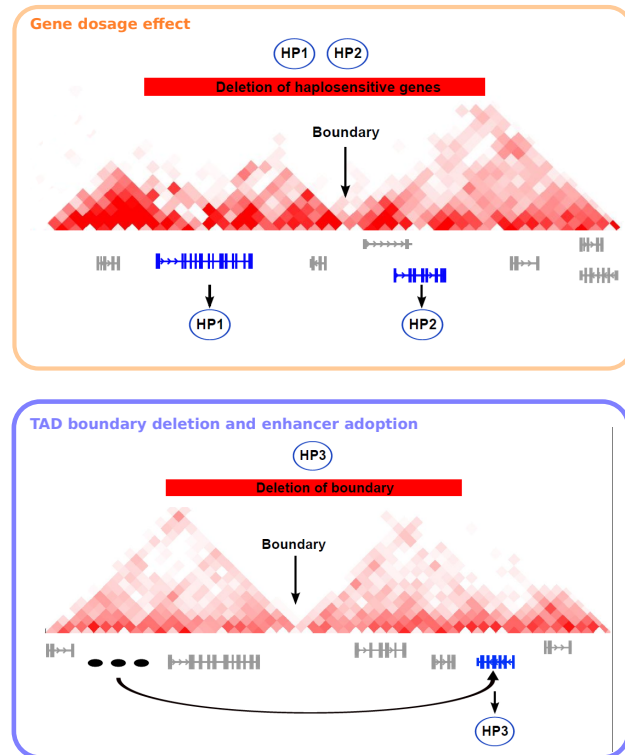 Gene dosage effect
HP1 HP2
Deletion of haplosensitive genes
Boundary
HP1 HP2
TAD boundary deletion and enhancer adoption
HP3
Deletion of boundary
Boundary
HP3